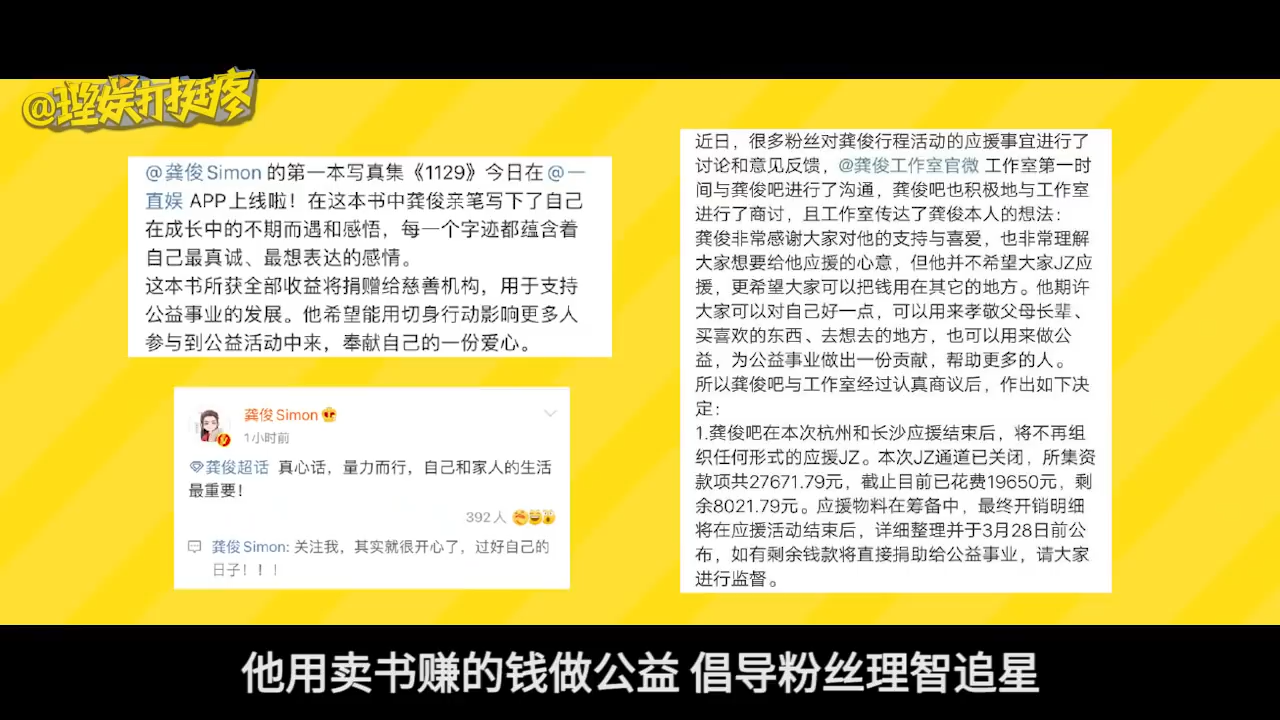 @理娱打挺疼
@龚俊Simon 的第一本写真集《1129》今日在@一
直娱 APP上线啦！在这本书中龚俊亲笔写下了自己
在成长中的不期而遇和感悟，每一个字迹都蕴含着
自己最真诚、最想表达的感情。
这本书所获全部收益将捐赠给慈善机构，用于支持
公益事业的发展。他希望能用切身行动影响更多人
参与到公益活动中来，奉献自己的一份爱心。
龚俊Simon
1小时前
龚俊超话 真心话，量力而行，自己和家人的生活
最重要！
392人
龚俊Simon: 关注我，其实就很开心了，过好自己的
日子！！！
近日，很多粉丝对龚俊行程活动的应援事宜进行了
讨论和意见反馈，@龚俊工作室官微 工作室第一时
间与龚俊吧进行了沟通，龚俊吧也积极地与工作室
进行了商讨，且工作室传达了龚俊本人的想法：
龚俊非常感谢大家对他的支持与喜爱，也非常理解
大家想要给他应援的心意，但他并不希望大家JZ应
援，更希望大家可以把钱用在其它的地方。他期许
大家可以对自己好一点，可以用来孝敬父母长辈、
买喜欢的东西、去想去的地方，也可以用来做公
益，为公益事业做出一份贡献，帮助更多的人。
所以龚俊吧与工作室经过认真商议后，作出如下决
定：
1.龚俊吧在本次杭州和长沙应援结束后，将不再组
织任何形式的应援JZ。本次JZ通道已关闭，所集资
款项共27671.79元，截止目前已花费19650元，剩
余8021.79元。应援物料在筹备中，最终开销明细
将在应援活动结束后，详细整理并于3月28日前公
布，如有剩余钱款将直接捐助给公益事业，请大家
进行监督。
他用卖书赚的钱做公益 倡导粉丝理智追星